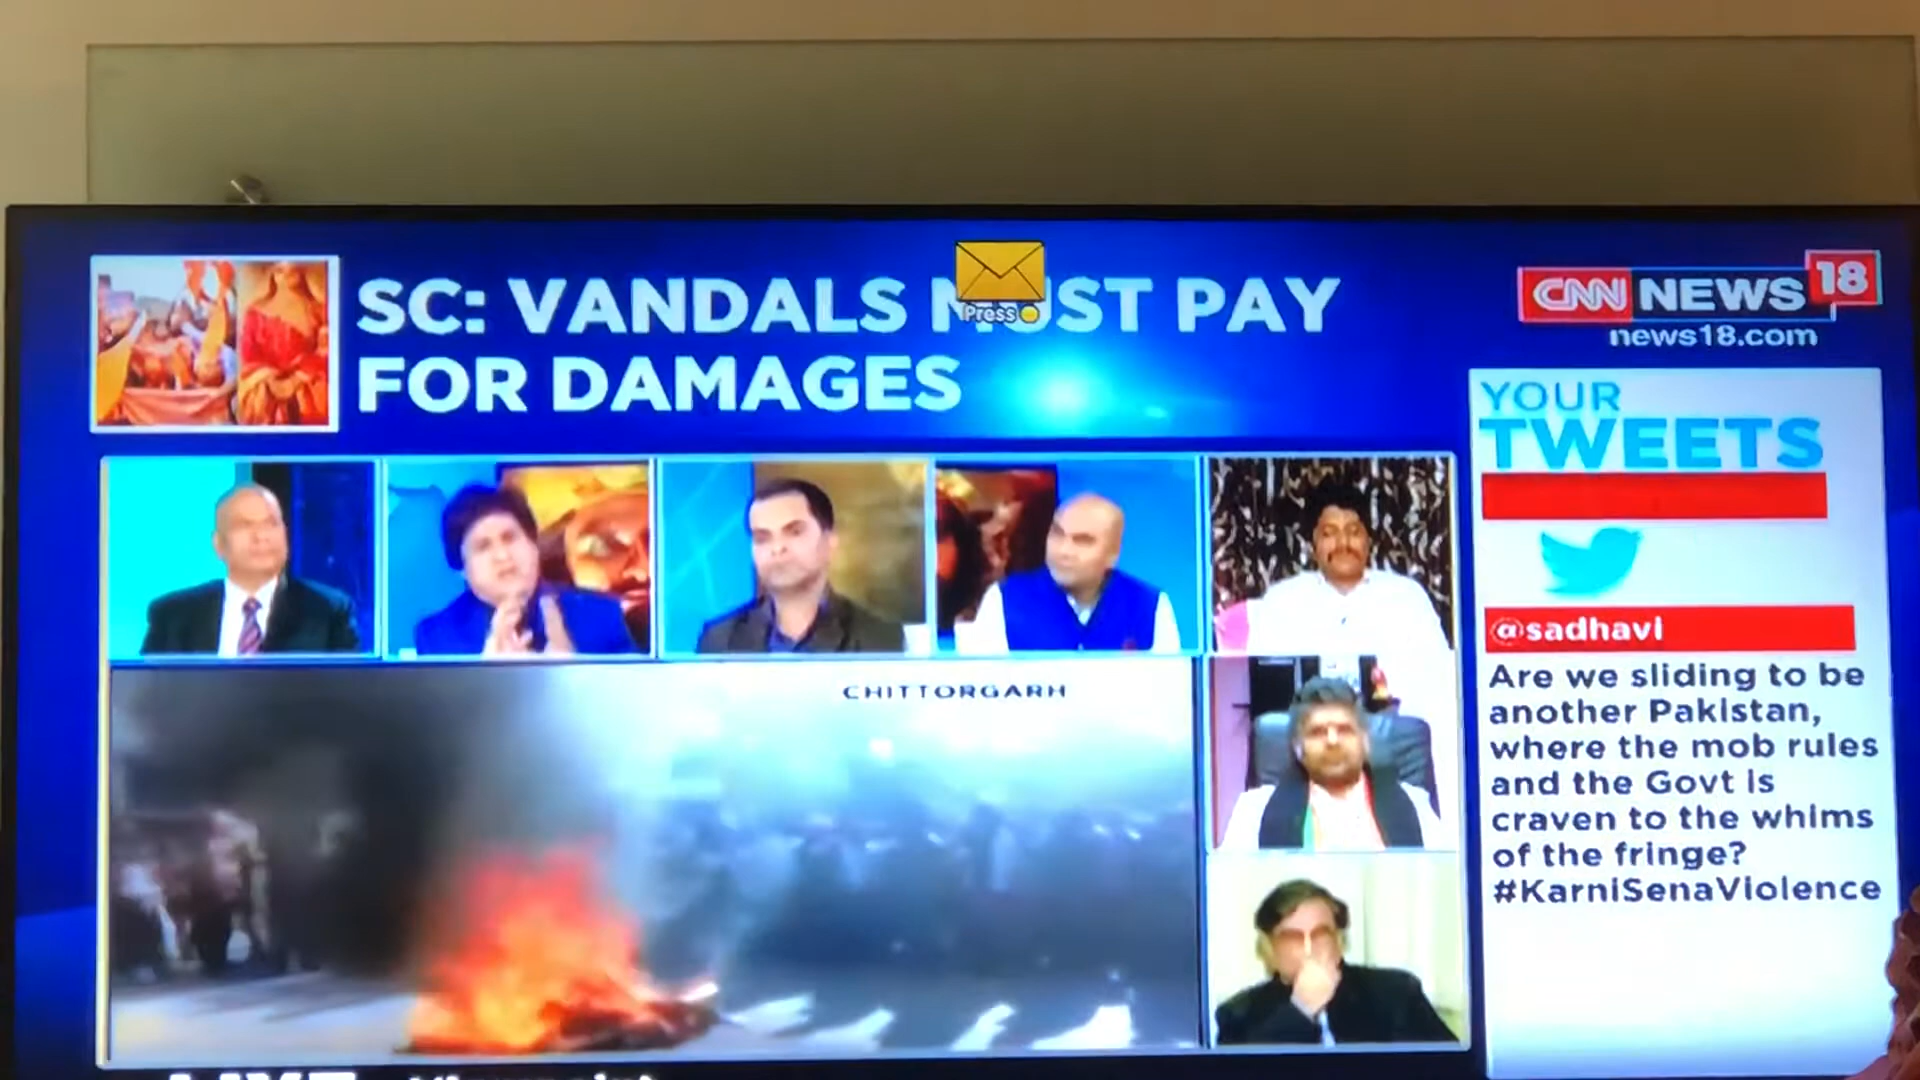 SC: VANDALS MUST PAY
FOR DAMAGES
Press
CNN NEWS 18
news18.com
YOUR
TWEETS
@sadhavi
Are we sliding to be
another Pakistan,
where the mob rules
and the Govt is
craven to the whims
of the fringe?
#KarniSenaViolence
CHITTORGARH